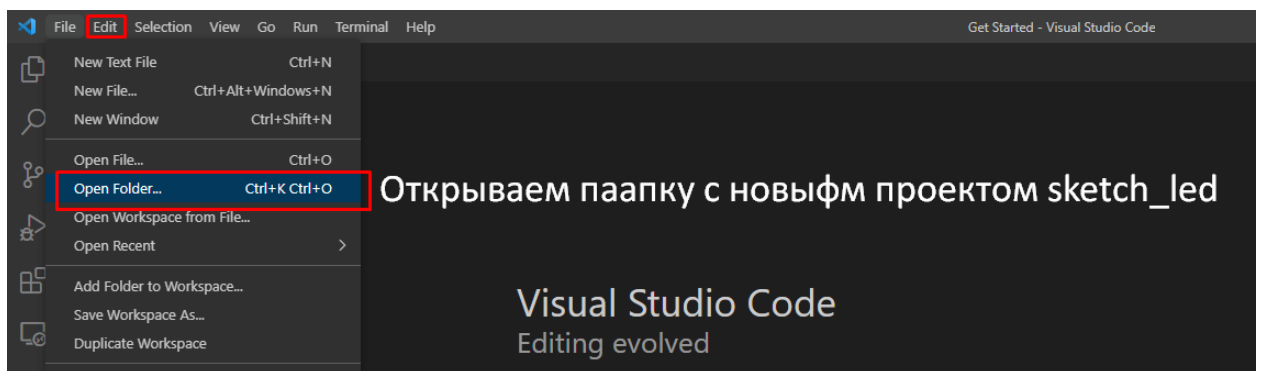 File Edit Selection View Go Run Terminal Help Get Started - Visual Studio Code
New Text File Ctrl+N
New File... Ctrl+Alt+Windows+N
New Window Ctrl+Shift+N
Open File... Ctrl+O
Open Folder... Ctrl+K Ctrl+O
Открываем паапку с новыфм проектом sketch_led
Open Workspace from File...
Open Recent
Add Folder to Workspace...
Save Workspace As...
Duplicate Workspace
Visual Studio Code
Editing evolved